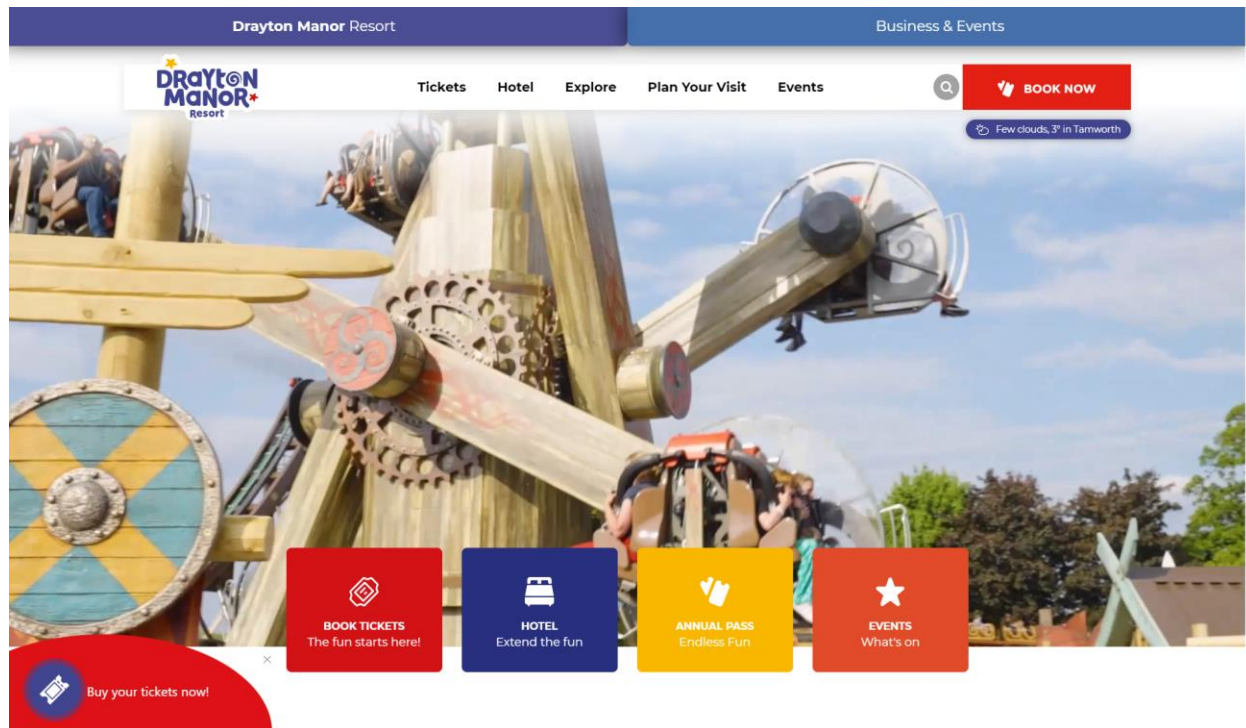 Drayton Manor Resort
Business & Events
DRAYTON
MANOR
Resort
Tickets
Hotel
Explore
Plan Your Visit
Events
BOOK NOW
Few clouds, 3° in Tamworth
BOOK TICKETS
The fun starts here!
HOTEL
Extend the fun
ANNUAL PASS
Endless Fun
EVENTS
What's on
Buy your tickets now!